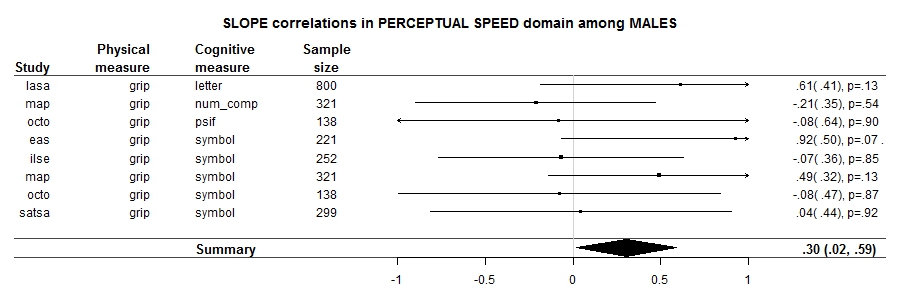 SLOPE correlations in PERCEPTUAL SPEED domain among MALES
Physical Cognitive Sample
Study measure measure size
lasa grip letter 800 .61( .41), p=.13
map grip num_comp 321 -.21(.35), p=.54
octo grip psif 138 -.08(.64), p=.90
eas grip symbol 221 .92( .50), p=.07 .
ilse grip symbol 252 -.07(.36), p=.85
map grip symbol 321 .49( .32), p=.13
octo grip symbol 138 -.08(.47), p=.87
satsa grip symbol 299 .04( .44), p=.92
Summary .30 (.02, .59)
-1 -0.5 0 0.5 1